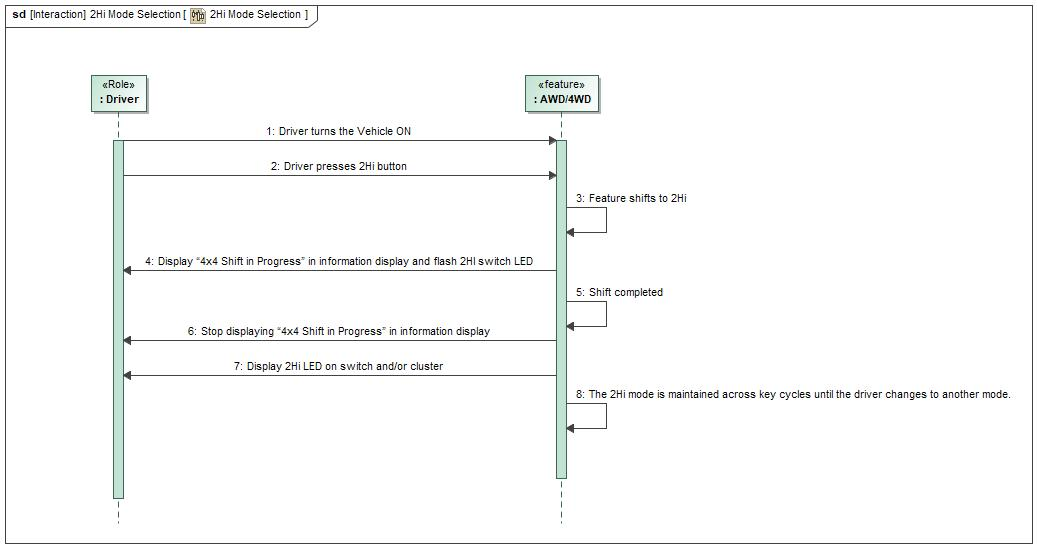 sd [Interaction] 2Hi Mode Selection [ 2Hi Mode Selection ]
«Role»
: Driver
«feature»
: AWD/4WD
1: Driver turns the Vehicle ON
2: Driver presses 2Hi button
3: Feature shifts to 2Hi
4: Display “4x4 Shift in Progress” in information display and flash 2HI switch LED
5: Shift completed
6: Stop displaying “4x4 Shift in Progress” in information display
7: Display 2Hi LED on switch and/or cluster
8: The 2Hi mode is maintained across key cycles until the driver changes to another mode.